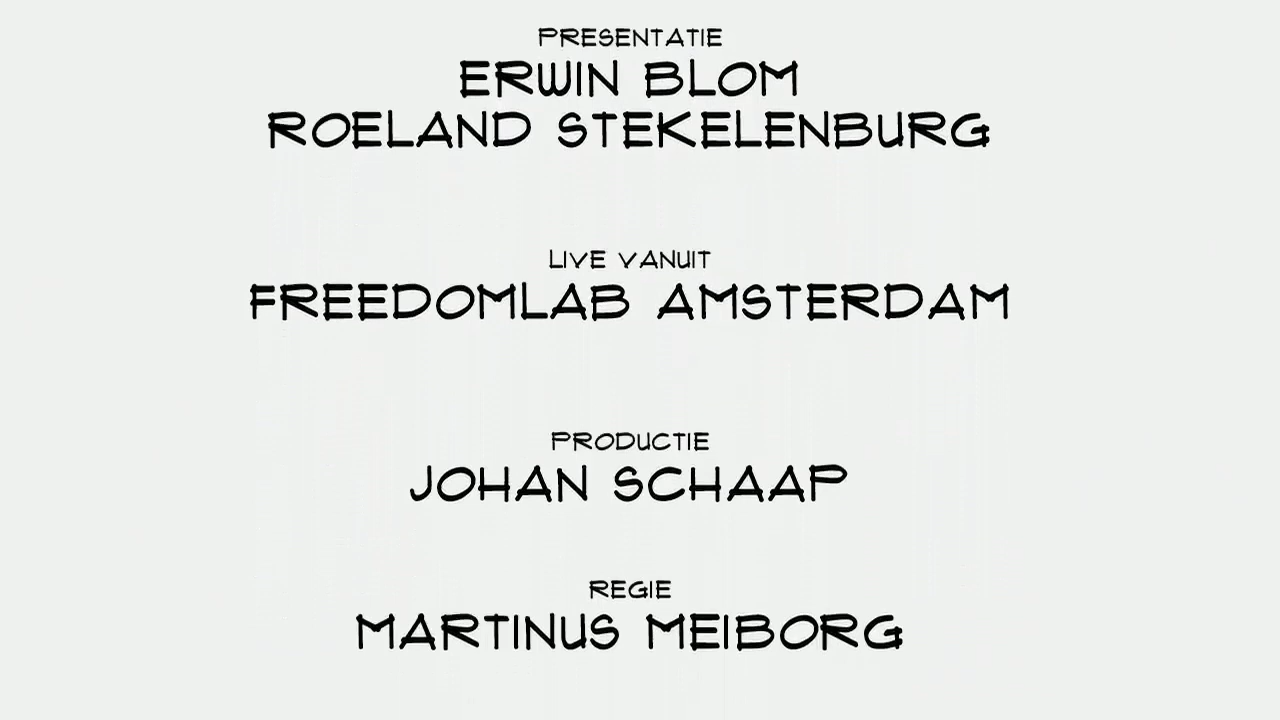 PRESENTATIE
ERWIN BLOM
ROELAND STEKELENBURG
LIVE VANUIT
FREEDOMLAB AMSTERDAM
PRODUCTIE
JOHAN SCHAAP
REGIE
MARTINUS MEIBORG